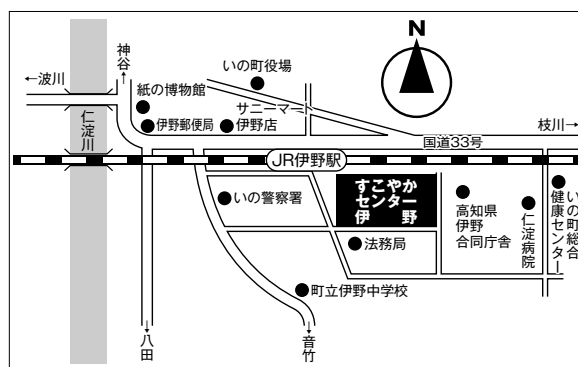 N
神谷
いの町役場
←波川
紙の博物館
サニーマート
伊野店
伊野郵便局
仁淀川
国道33号
枝川→
JR伊野駅
すこやか
センター
伊野
いの警察署
高知県
伊野
合同庁舎
仁淀病院
いの町総合
健康センター
法務局
町立伊野中学校
八田
音竹